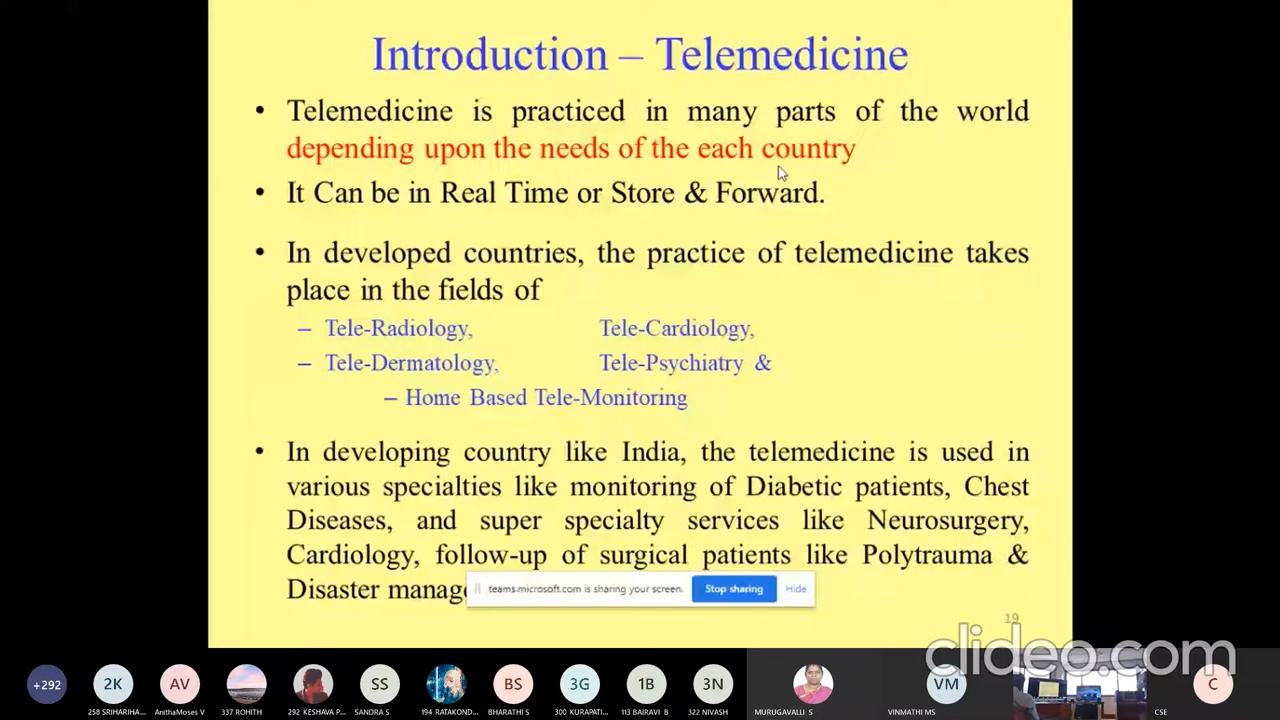 Introduction – Telemedicine
• Telemedicine is practiced in many parts of the world
depending upon the needs of the each country
• It Can be in Real Time or Store & Forward.
• In developed countries, the practice of telemedicine takes
place in the fields of
– Tele-Radiology, Tele-Cardiology,
– Tele-Dermatology, Tele-Psychiatry &
– Home Based Tele-Monitoring
• In developing country like India, the telemedicine is used in
various specialties like monitoring of Diabetic patients, Chest
Diseases, and super specialty services like Neurosurgery,
Cardiology, follow-up of surgical patients like Polytrauma &
Disaster manage
teams.microsoft.com is sharing your screen. Stop sharing Hide
19
clideo.com
+292 2K AV SS BS 3G 1B 3N VM C
258 SRIHARIHA... AnithaMoses V 337 ROHITH 292 KESHAVA P... SANDRA S 194 RATAKOND... BHARATHI S 300 KURAPATI... 113 BAIRAVI B 322 NIVASH MURUGAVALLI S VINMATHI MS CSE